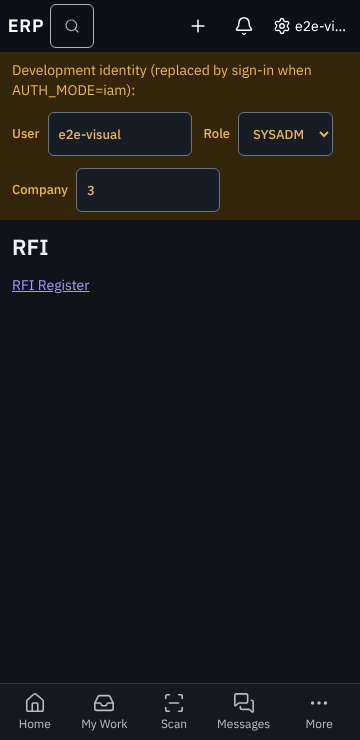 ERP e2e-vi...
Development identity (replaced by sign-in when
AUTH_MODE=iam):
User e2e-visual Role SYSADM
Company 3
RFI
RFI Register
Home My Work Scan Messages More